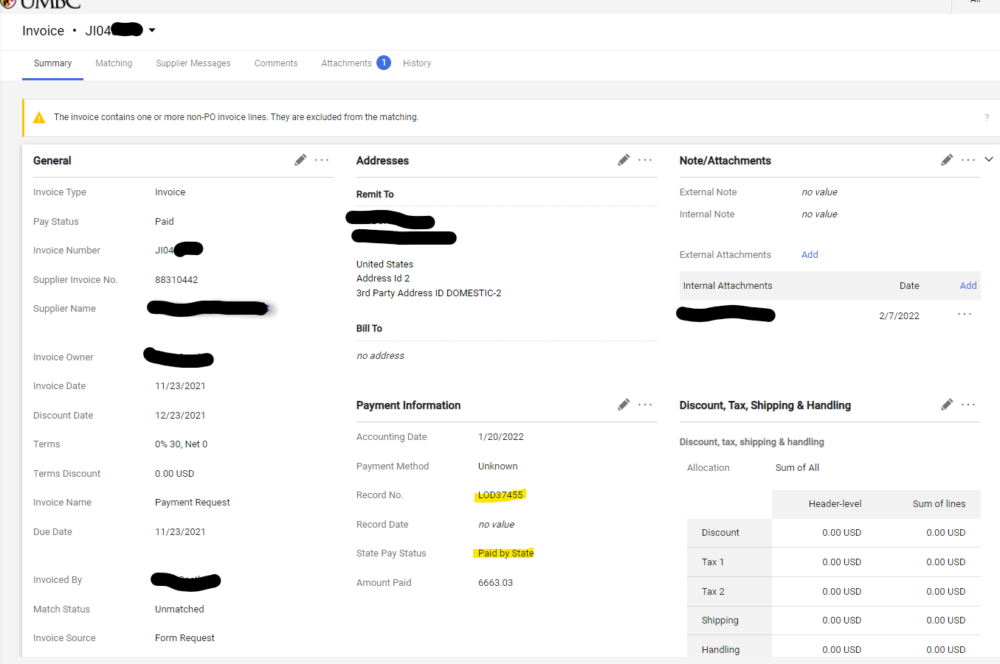 UMBC
All
Invoice • JI04
Summary Matching Supplier Messages Comments Attachments 1 History
The invoice contains one or more non-PO invoice lines. They are excluded from the matching. ?
General
Invoice Type Invoice
Pay Status Paid
Invoice Number JI04
Supplier Invoice No. 88310442
Supplier Name
Invoice Owner
Invoice Date 11/23/2021
Discount Date 12/23/2021
Terms 0% 30, Net 0
Terms Discount 0.00 USD
Invoice Name Payment Request
Due Date 11/23/2021
Invoiced By
Match Status Unmatched
Invoice Source Form Request
Addresses
Remit To
United States
Address Id 2
3rd Party Address ID DOMESTIC-2
Bill To
no address
Payment Information
Accounting Date 1/20/2022
Payment Method Unknown
Record No. LOD37455
Record Date no value
State Pay Status Paid by State
Amount Paid 6663.03
Note/Attachments
External Note no value
Internal Note no value
External Attachments Add
Internal Attachments Date Add
2/7/2022
Discount, Tax, Shipping & Handling
Discount, tax, shipping & handling
Allocation Sum of All
Header-level Sum of lines
Discount 0.00 USD 0.00 USD
Tax 1 0.00 USD 0.00 USD
Tax 2 0.00 USD 0.00 USD
Shipping 0.00 USD 0.00 USD
Handling 0.00 USD 0.00 USD